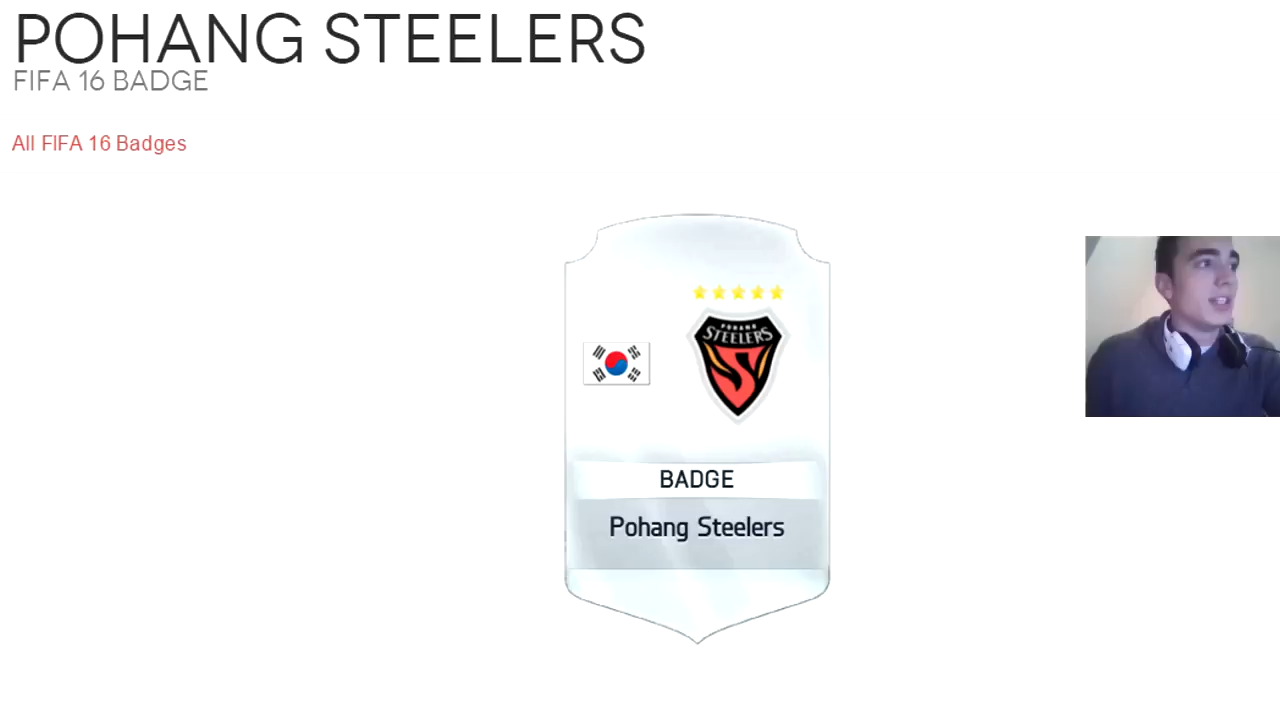 POHANG STEELERS
FIFA 16 BADGE
All FIFA 16 Badges
POHANG
STEELERS
BADGE
Pohang Steelers